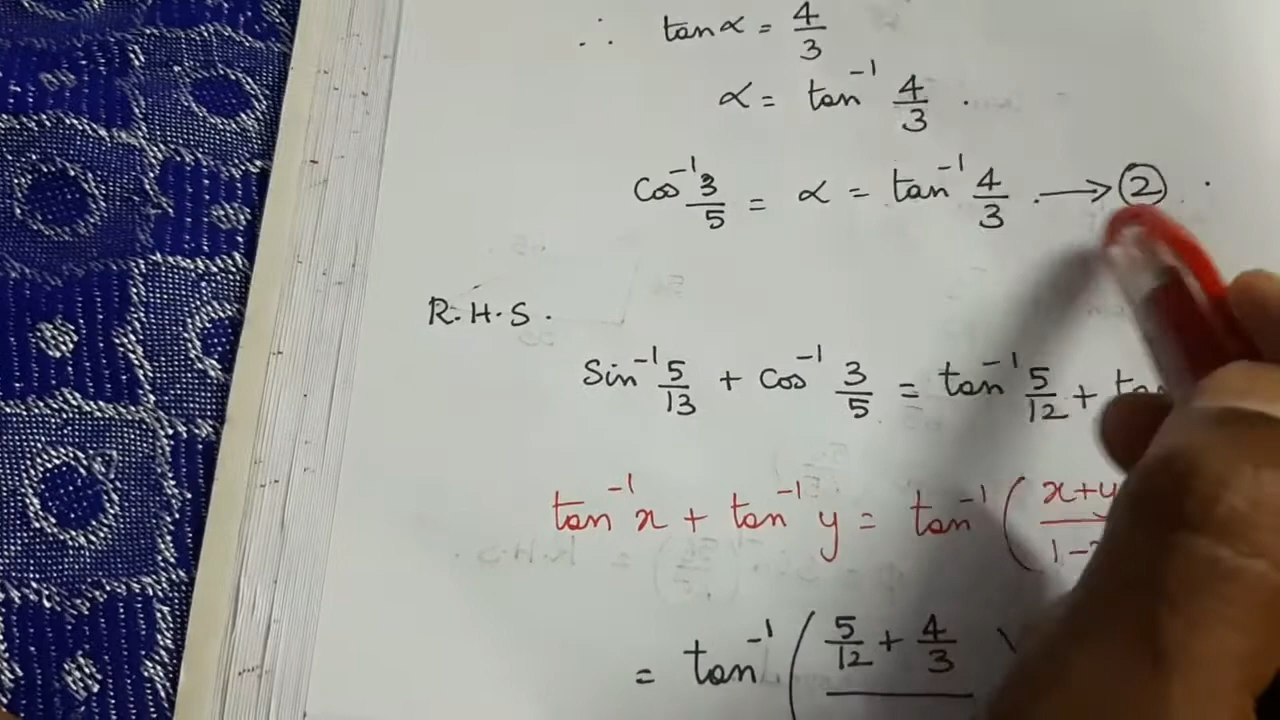 ∴ tan α = 4/3
α = tan⁻¹ 4/3 .
cos⁻¹ 3/5 = α = tan⁻¹ 4/3 . → ② .
R.H.S.
Sin⁻¹ 5/13 + cos⁻¹ 3/5 = tan⁻¹ 5/12 +
tan⁻¹ x + tan⁻¹ y = tan⁻¹ ( x+y / 1-
= tan⁻¹ ( 5/12 + 4/3